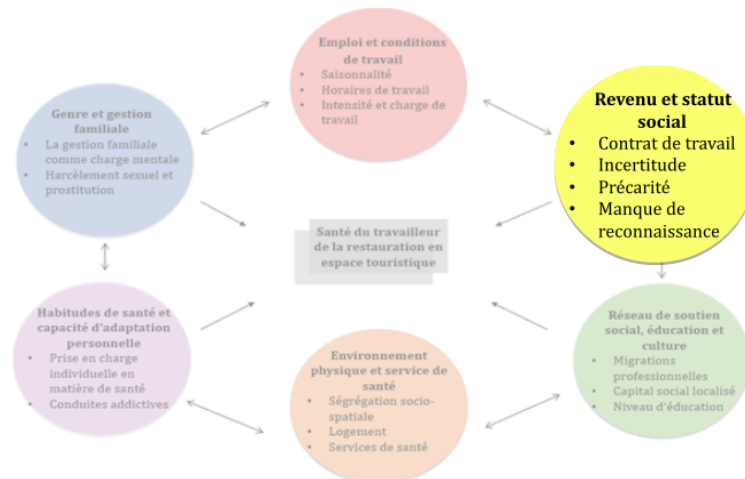 Emploi et conditions
de travail
• Saisonnalité
• Horaires de travail
• Intensité et charge de
travail
Revenu et statut
social
• Contrat de travail
• Incertitude
• Précarité
• Manque de
reconnaissance
Genre et gestion
familiale
• La gestion familiale
comme charge mentale
• Harcèlement sexuel et
prostitution
Santé du travailleur
de la restauration en
espace touristique
Habitudes de santé et
capacité d'adaptation
personnelle
• Prise en charge
individuelle en
matière de santé
• Conduites addictives
Environnement
physique et service de
santé
• Ségrégation socio-
spatiale
• Logement
• Services de santé
Réseau de soutien
social, éducation et
culture
• Migrations
professionnelles
• Capital social localisé
• Niveau d'éducation